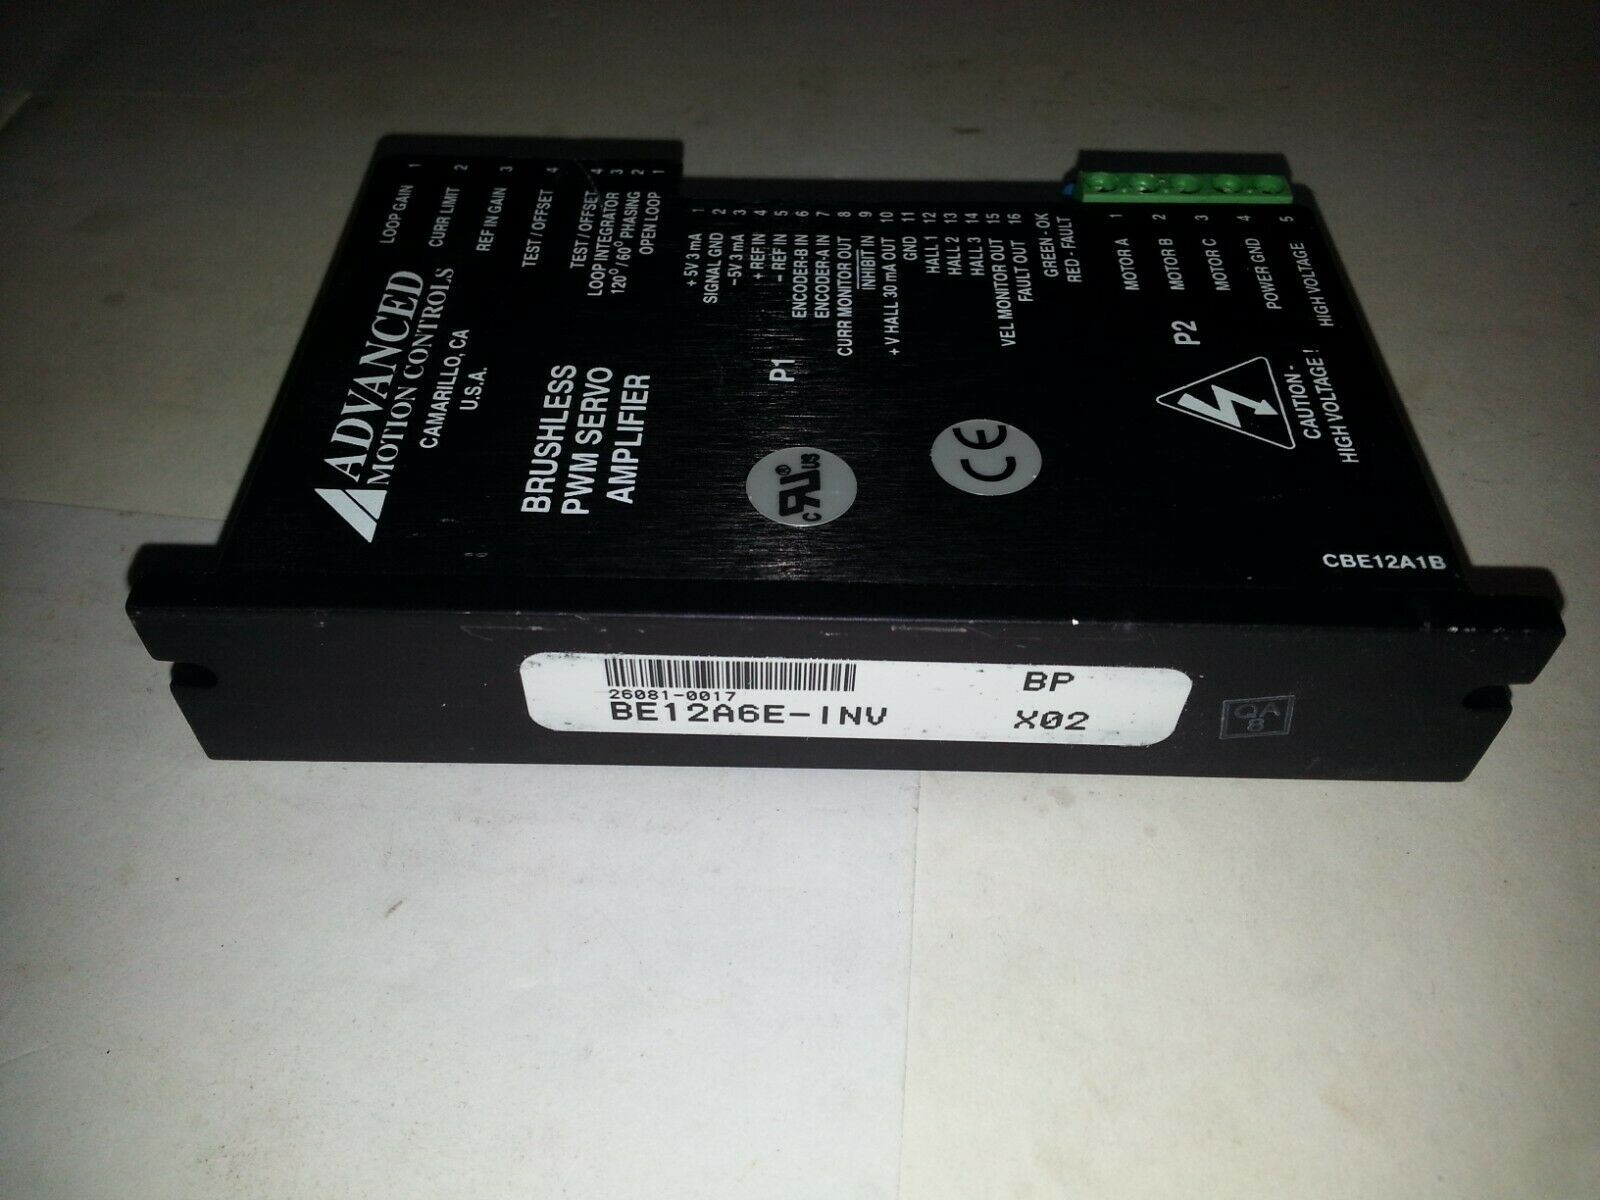 ADVANCED
MOTION CONTROLS
CAMARILLO, CA
U.S.A.
BRUSHLESS
PWM SERVO
AMPLIFIER
LOOP GAIN 1
CURR LIMIT 2
REF IN GAIN 3
TEST / OFFSET 4
TEST / OFFSET 4
LOOP INTEGRATOR 3
120° / 60° PHASING 2
OPEN LOOP 1
P1
+ 5V 3 mA 1
SIGNAL GND 2
-5V 3 mA 3
+ REF IN 4
- REF IN 5
ENCODER-B IN 6
ENCODER-A IN 7
CURR MONITOR OUT 8
INHIBIT IN 9
+ V HALL 30 mA OUT 10
GND 11
HALL 1 12
HALL 2 13
HALL 3 14
VEL MONITOR OUT 15
FAULT OUT 16
GREEN - OK
RED - FAULT
P2
MOTOR A 1
MOTOR B 2
MOTOR C 3
POWER GND 4
HIGH VOLTAGE 5
CAUTION -
HIGH VOLTAGE !
C RU ® US
CE
CBE12A1B
26081-0017
BE12A6E-INV
BP
X02
QA
8